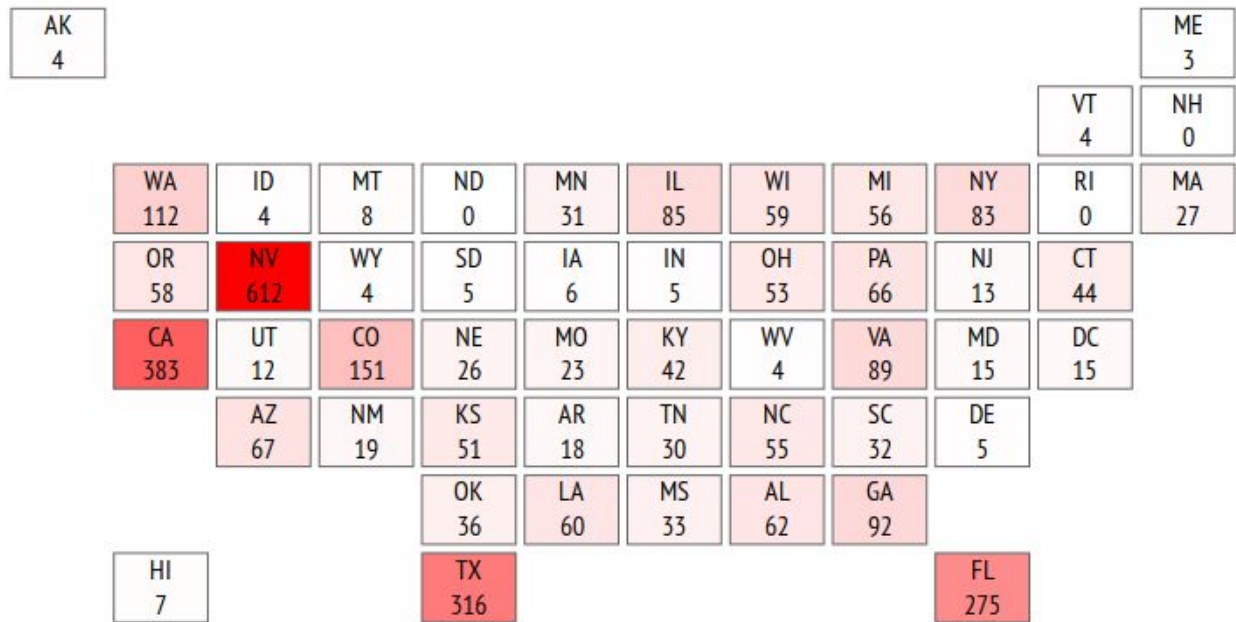 AK
4
ME
3
VT
4
NH
0
WA
112
ID
4
MT
8
ND
0
MN
31
IL
85
WI
59
MI
56
NY
83
RI
0
MA
27
OR
58
NV
612
WY
4
SD
5
IA
6
IN
5
OH
53
PA
66
NJ
13
CT
44
CA
383
UT
12
CO
151
NE
26
MO
23
KY
42
WV
4
VA
89
MD
15
DC
15
AZ
67
NM
19
KS
51
AR
18
TN
30
NC
55
SC
32
DE
5
OK
36
LA
60
MS
33
AL
62
GA
92
HI
7
TX
316
FL
275